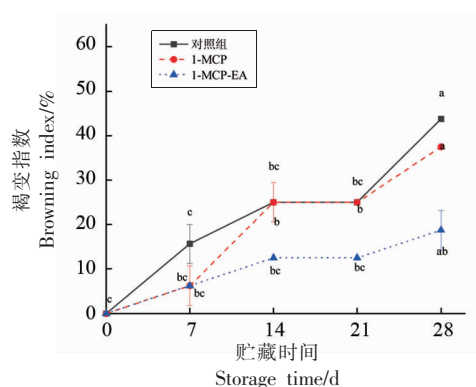 60
50
40
30
20
10
0
褐变指数
Browning index/%
对照组
1-MCP
1-MCP-EA
a
bc
bc
a
c
b
b
bc
bc
bc
bc
ab
c
0
7
14
21
28
贮藏时间
Storage time/d